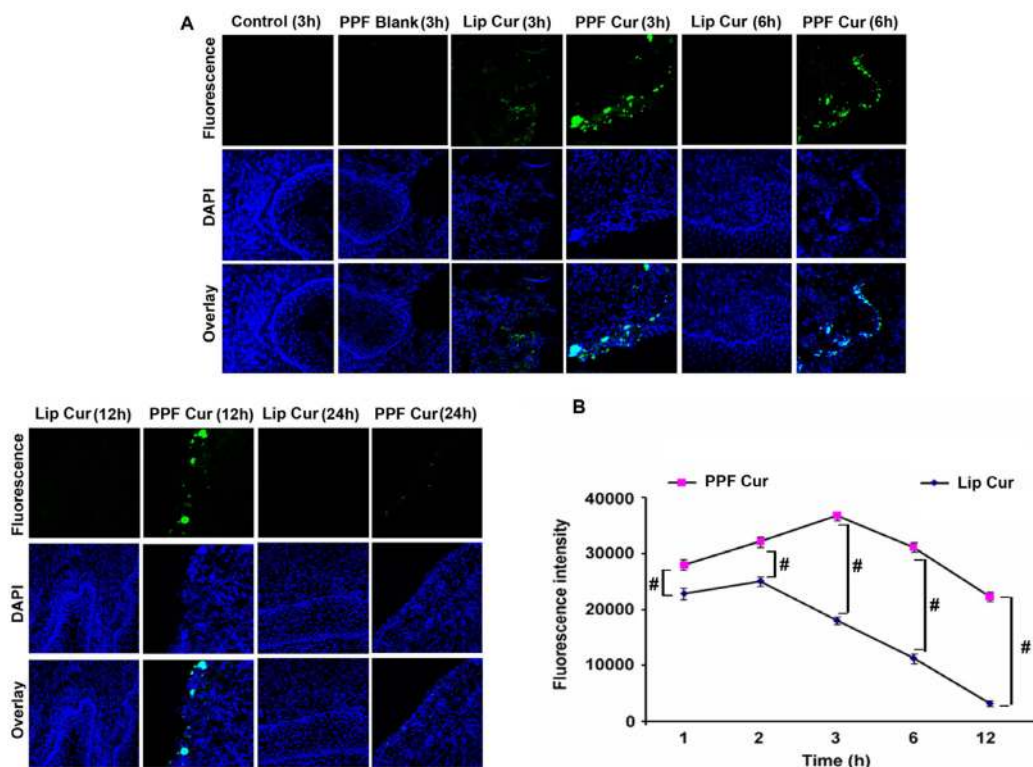 A
Control (3h) PPF Blank (3h) Lip Cur (3h) PPF Cur (3h) Lip Cur (6h) PPF Cur (6h)
Fluorescence
DAPI
Overlay
Lip Cur (12h) PPF Cur (12h) Lip Cur (24h) PPF Cur (24h)
Fluorescence
DAPI
Overlay
B
PPF Cur Lip Cur
Fluorescence intensity
40000
30000
20000
10000
0
# # # # #
1 2 3 6 12
Time (h)